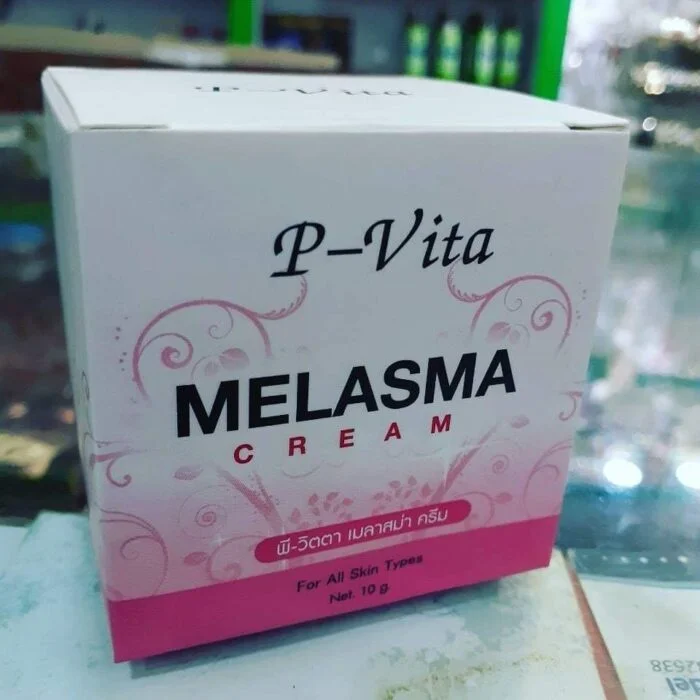 P-Vita
MELASMA
CREAM
พี-วิตตา เมลาสม่า ครีม
For All Skin Types
Net. 10 g.